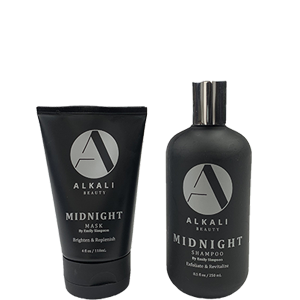 ALKALI
BEAUTY
MIDNIGHT
MASK
By Emily Simpson
Brighten & Replenish
ALKALI
BEAUTY
MIDNIGHT
SHAMPOO
By Emily Simpson
Exfoliate & Revitalize